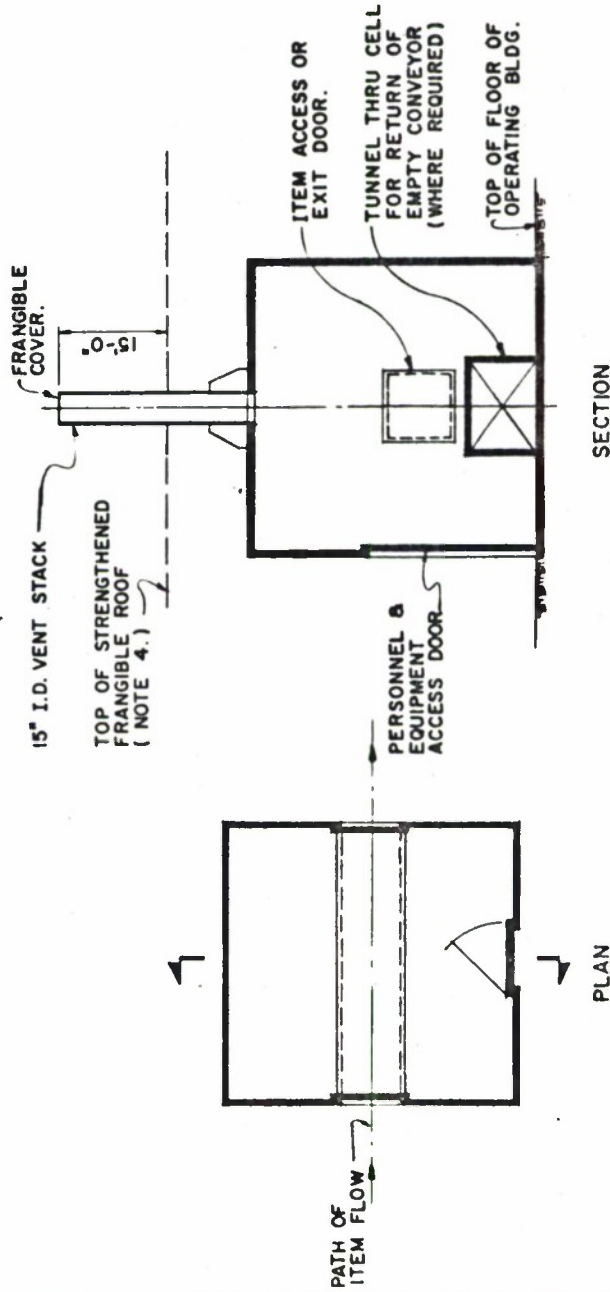 FRANGIBLE
COVER.
15" I.D. VENT STACK
15'-0"
TOP OF STRENGTHENED
FRANGIBLE ROOF
( NOTE 4.)
ITEM ACCESS OR
EXIT DOOR.
TUNNEL THRU CELL
FOR RETURN OF
EMPTY CONVEYOR
(WHERE REQUIRED)
PERSONNEL &
EQUIPMENT
ACCESS DOOR
TOP OF FLOOR OF
OPERATING BLDG.
PATH OF
ITEM FLOW
PLAN
SECTION